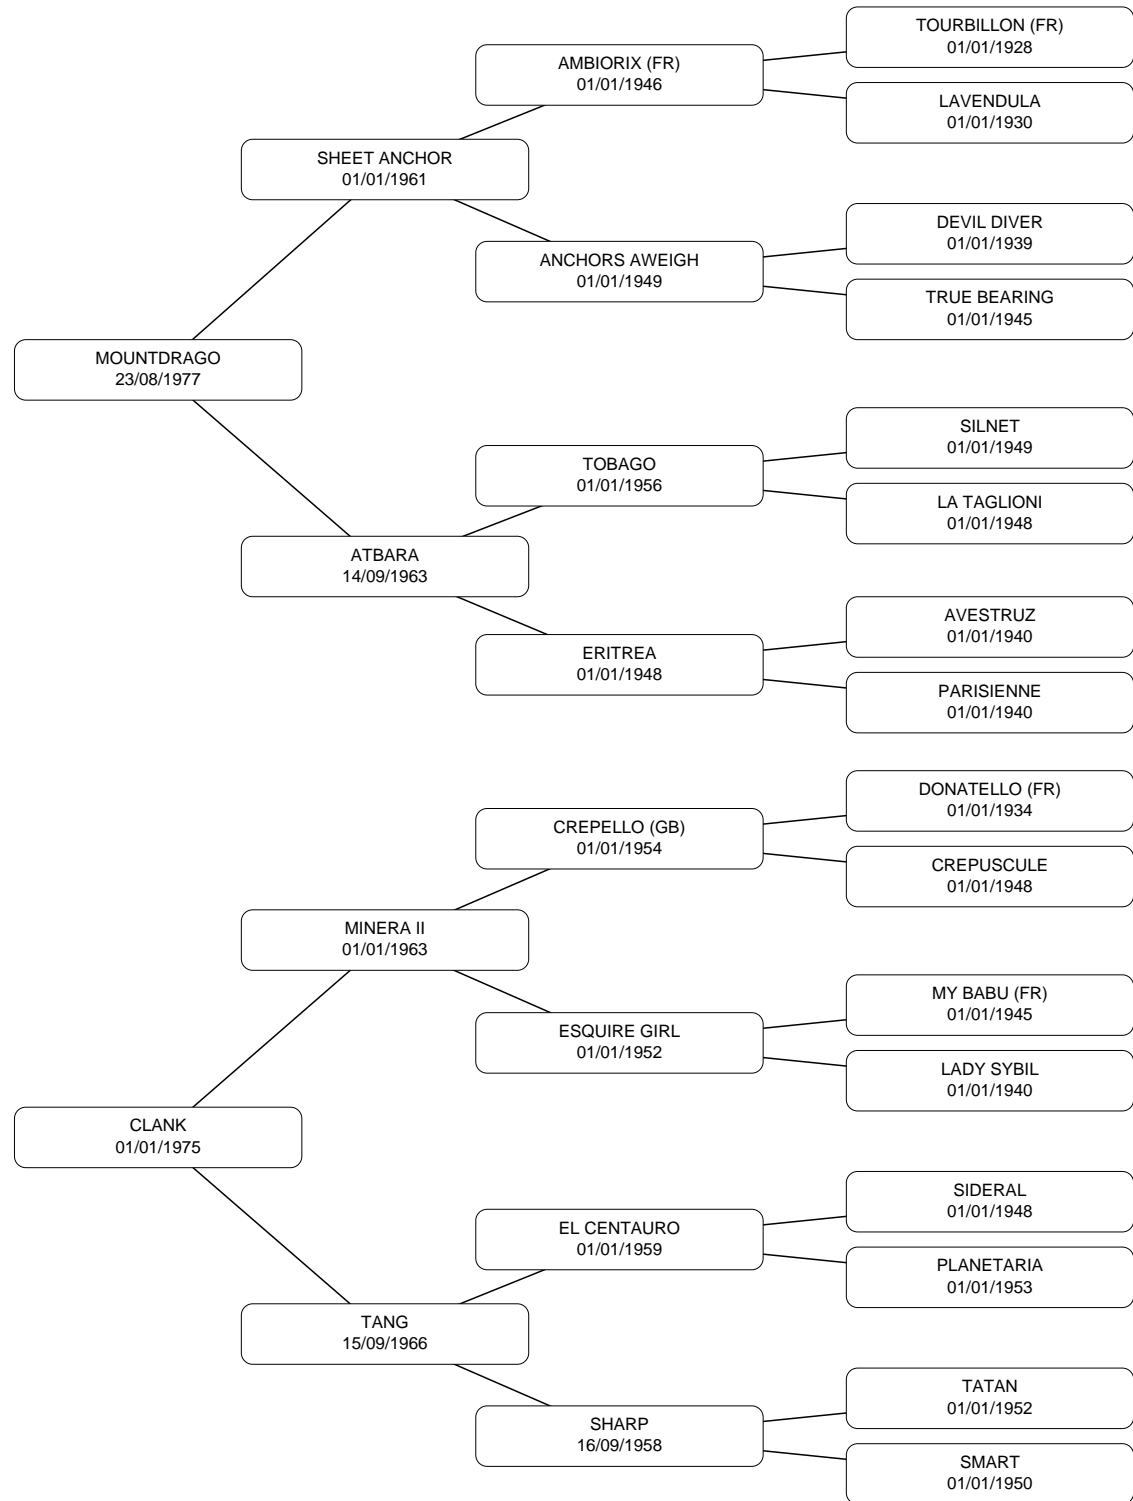 TOURBILLON (FR)
01/01/1928
AMBIORIX (FR)
01/01/1946
LAVENDULA
01/01/1930
SHEET ANCHOR
01/01/1961
DEVIL DIVER
01/01/1939
ANCHORS AWEIGH
01/01/1949
TRUE BEARING
01/01/1945
MOUNTDRAGO
23/08/1977
SILNET
01/01/1949
TOBAGO
01/01/1956
LA TAGLIONI
01/01/1948
ATBARA
14/09/1963
AVESTRUZ
01/01/1940
ERITREA
01/01/1948
PARISIENNE
01/01/1940
DONATELLO (FR)
01/01/1934
CREPELLO (GB)
01/01/1954
CREPUSCULE
01/01/1948
MINERA II
01/01/1963
MY BABU (FR)
01/01/1945
ESQUIRE GIRL
01/01/1952
LADY SYBIL
01/01/1940
CLANK
01/01/1975
SIDERAL
01/01/1948
EL CENTAURO
01/01/1959
PLANETARIA
01/01/1953
TANG
15/09/1966
TATAN
01/01/1952
SHARP
16/09/1958
SMART
01/01/1950